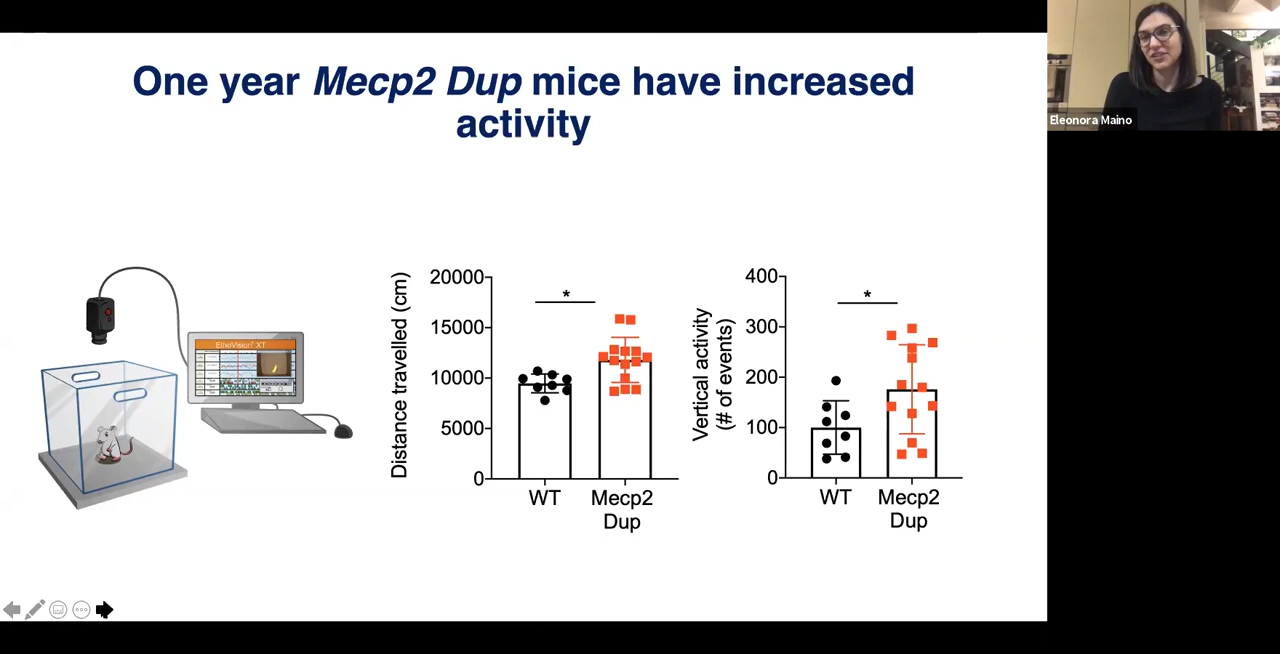 One year Mecp2 Dup mice have increased
activity
Eleonora Maino
EthoVision XT
Distance travelled (cm)
20000
15000
10000
5000
0
*
WT
Mecp2
Dup
Vertical activity
(# of events)
400
300
200
100
0
*
WT
Mecp2
Dup